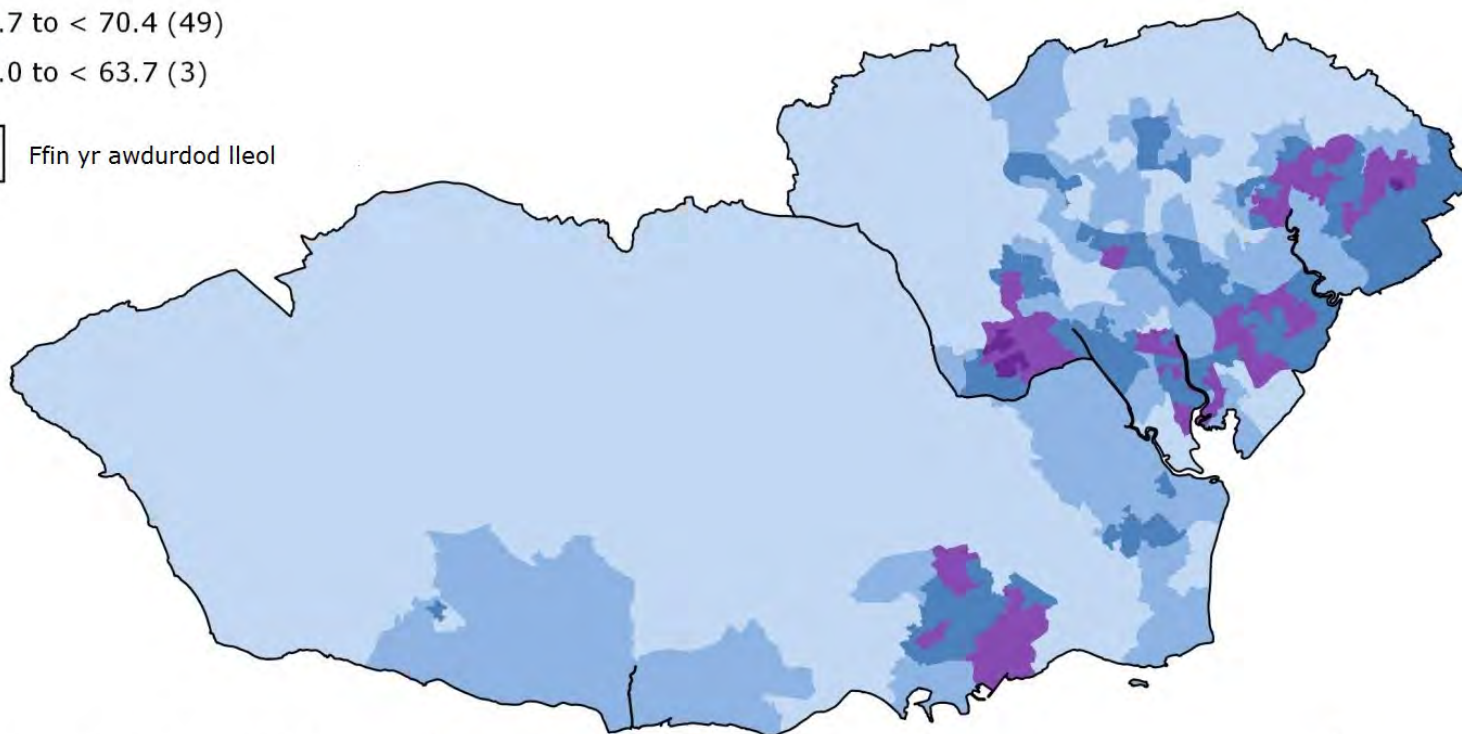 .7 to < 70.4 (49)
.0 to < 63.7 (3)
Ffin yr awdurdod lleol